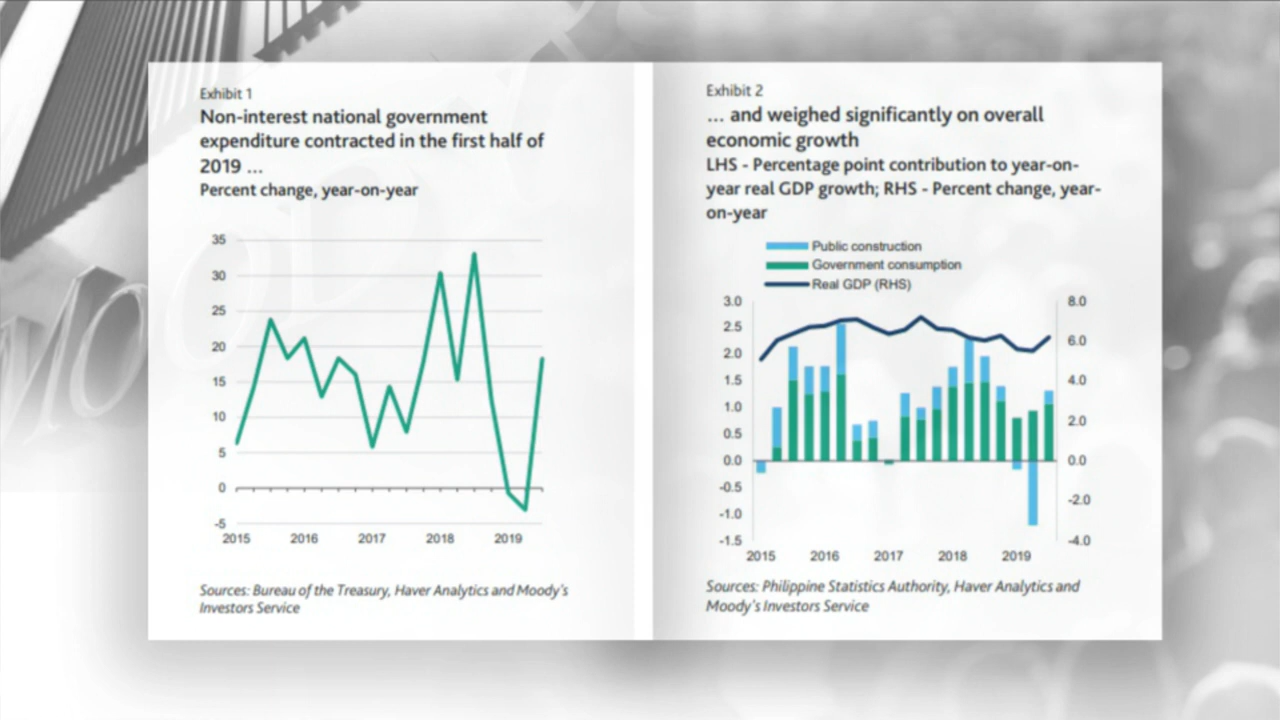 Exhibit 1
Non-interest national government
expenditure contracted in the first half of
2019 ...
Percent change, year-on-year
35
30
25
20
15
10
5
0
-5
2015 2016 2017 2018 2019
Sources: Bureau of the Treasury, Haver Analytics and Moody's
Investors Service
Exhibit 2
... and weighed significantly on overall
economic growth
LHS - Percentage point contribution to year-on-
year real GDP growth; RHS - Percent change, year-
on-year
Public construction
Government consumption
Real GDP (RHS)
3.0 8.0
2.5
2.0 6.0
1.5 4.0
1.0
0.5 2.0
0.0 0.0
-0.5
-1.0 -2.0
-1.5 -4.0
2015 2016 2017 2018 2019
Sources: Philippine Statistics Authority, Haver Analytics and
Moody's Investors Service